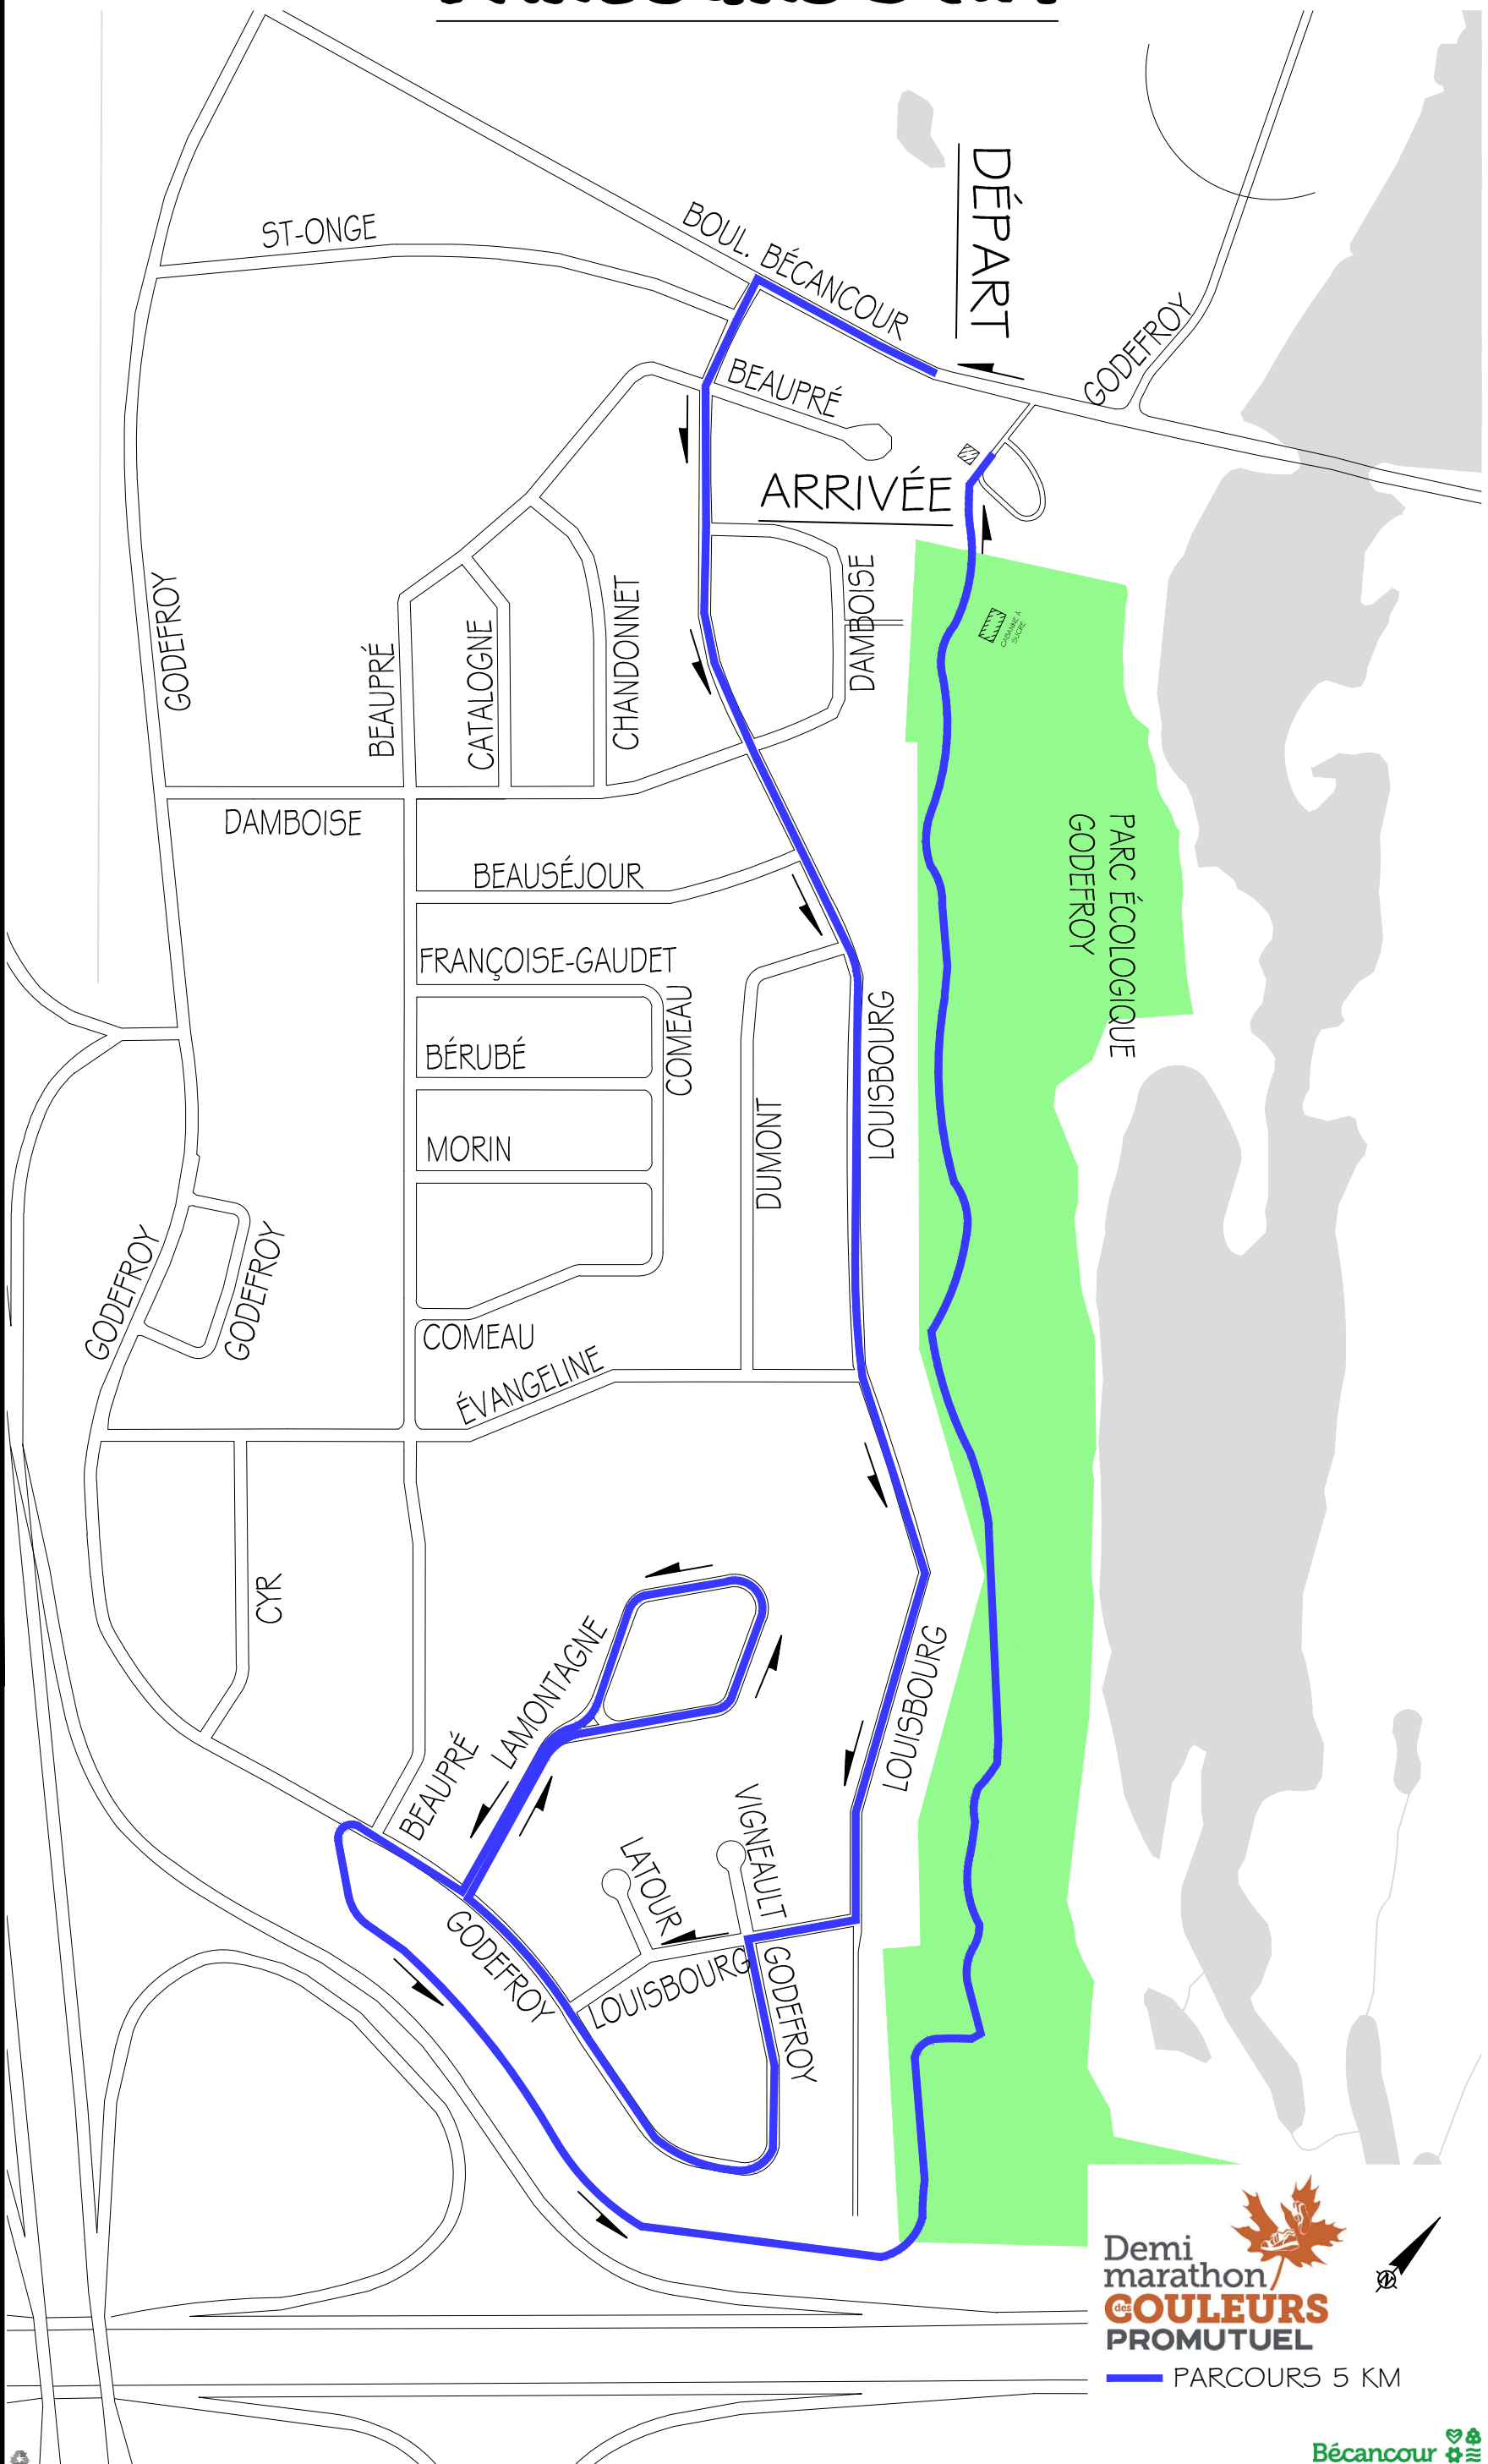 DÉPART
ST-ONGE
BOUL. BÉCANCOUR
GODEFROY
BEAUPRÉ
ARRIVÉE
DAMBOISE
CABANNE À
SUCRE
GODEFROY
BEAUPRÉ
CATALOGNE
CHANDONNET
DAMBOISE
PARC ÉCOLOGIQUE
GODEFROY
BEAUSÉJOUR
FRANÇOISE-GAUDET
COMEAU
LOUISBOURG
BÉRUBÉ
MORIN
DUMONT
GODEFROY
GODEFROY
COMEAU
ÉVANGELINE
CYR
LAMONTAGNE
LOUISBOURG
BEAUPRÉ
VIGNEAULT
LATOUR
GODEFROY
LOUISBOURG
GODEFROY
N
Demi
marathon
des COULEURS
PROMUTUEL
PARCOURS 5 KM
Bécancour